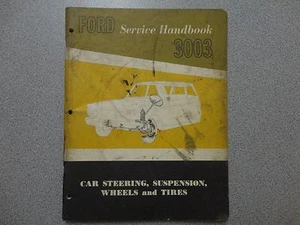 FORD
Service Handbook
3003
CAR STEERING, SUSPENSION,
WHEELS and TIRES